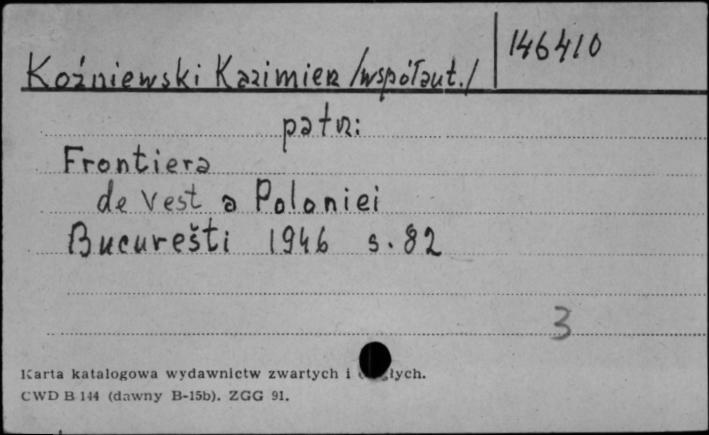 146410
Koźniewski Kazimierz /współaut./
patrz:
Frontiera
de Vest a Poloniei
Bucurešti 1946 s. 82
3
Karta katalogowa wydawnictw zwartych i
CWD B 144 (dawny B-15b). ZGG 91.